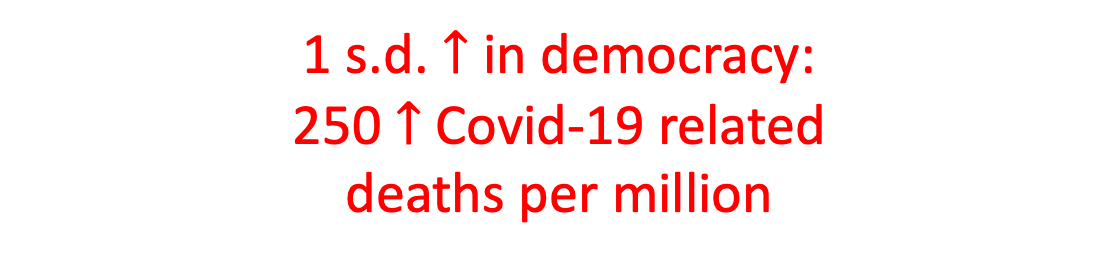 1 s.d. ↑ in democracy:
250 ↑ Covid-19 related
deaths per million